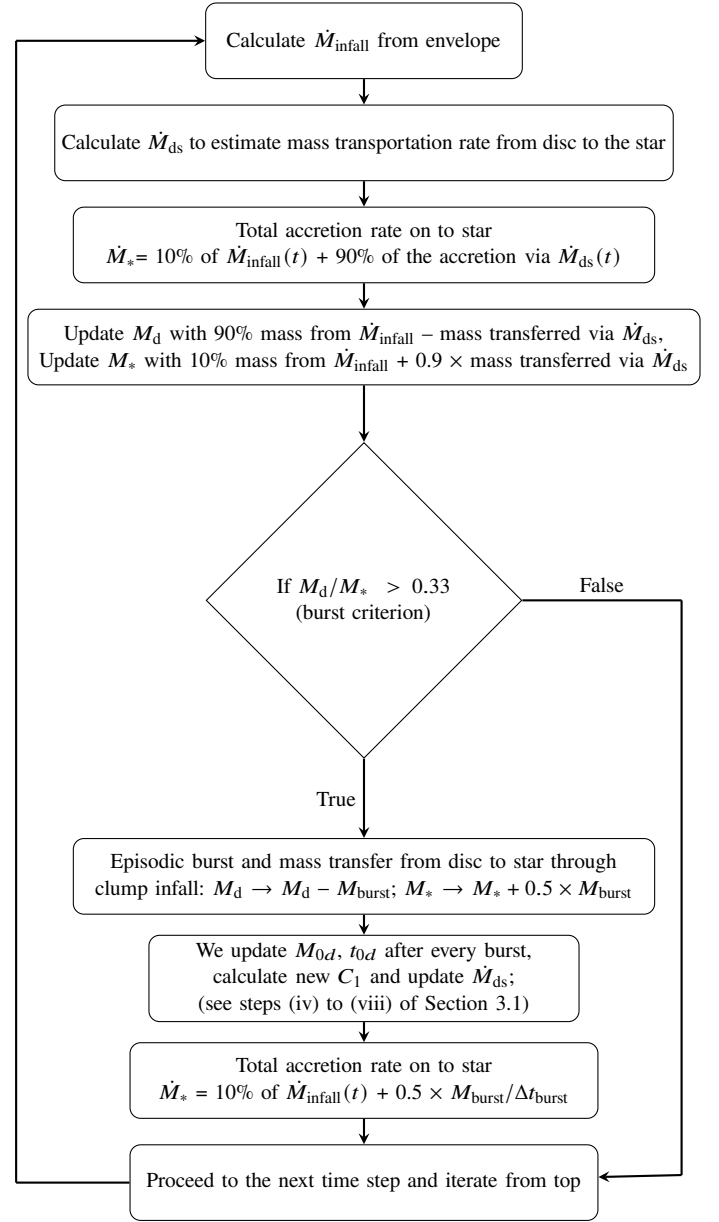 Calculate Ṁ_infall from envelope
Calculate Ṁ_ds to estimate mass transportation rate from disc to the star
Total accretion rate on to star
Ṁ_*= 10% of Ṁ_infall(t) + 90% of the accretion via Ṁ_ds(t)
Update M_d with 90% mass from Ṁ_infall – mass transferred via Ṁ_ds,
Update M_* with 10% mass from Ṁ_infall + 0.9 × mass transferred via Ṁ_ds
If M_d/M_* > 0.33
(burst criterion)
False
True
Episodic burst and mass transfer from disc to star through
clump infall: M_d → M_d – M_burst; M_* → M_* + 0.5 × M_burst
We update M_0d, t_0d after every burst,
calculate new C_1 and update Ṁ_ds;
(see steps (iv) to (viii) of Section 3.1)
Total accretion rate on to star
Ṁ_* = 10% of Ṁ_infall(t) + 0.5 × M_burst/Δt_burst
Proceed to the next time step and iterate from top